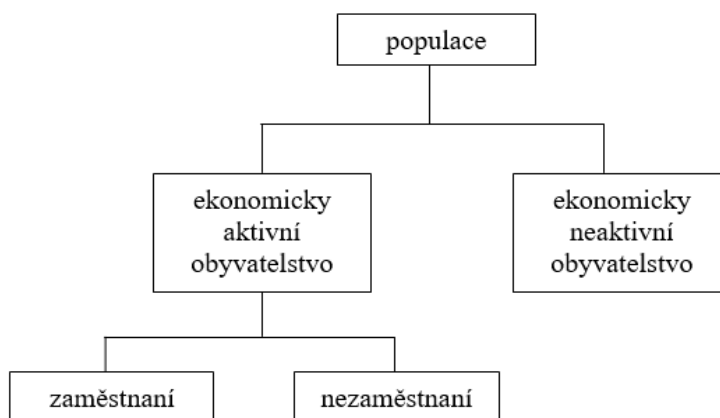 populace
ekonomicky
aktivní
obyvatelstvo
ekonomicky
neaktivní
obyvatelstvo
zaměstnaní
nezaměstnaní